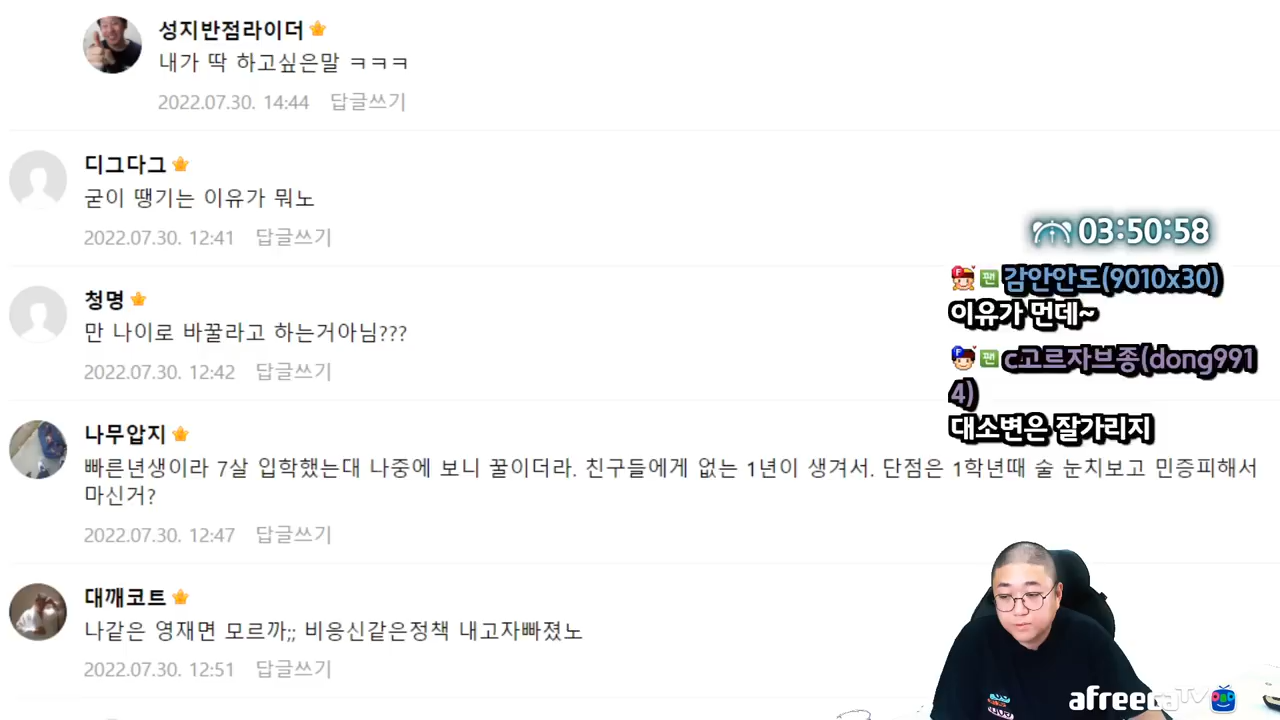 성지반점라이더
내가 딱 하고싶은말 ㅋㅋㅋ
2022.07.30. 14:44 답글쓰기
디그다그
굳이 땡기는 이유가 뭐노
2022.07.30. 12:41 답글쓰기
청명
만 나이로 바꿀라고 하는거아님???
2022.07.30. 12:42 답글쓰기
나무압지
빠른년생이라 7살 입학했는대 나중에 보니 꿀이더라. 친구들에게 없는 1년이 생겨서. 단점은 1학년때 술 눈치보고 민증피해서
마신거?
2022.07.30. 12:47 답글쓰기
대깨코트
나같은 영재면 모르까;; 비응신같은정책 내고자빠졌노
2022.07.30. 12:51 답글쓰기
03:50:58
F 팬 감안안도(9010x30)
이유가 먼데~
F 팬 c고르자브종(dong991
4)
대소변은 잘가리지
afreecaTV